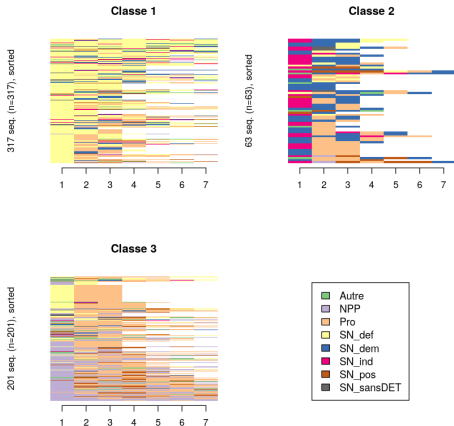 Classe 1
317 seq. (n=317), sorted
1 2 3 4 5 6 7
Classe 2
63 seq. (n=63), sorted
1 2 3 4 5 6 7
Classe 3
201 seq. (n=201), sorted
1 2 3 4 5 6 7
Autre
NPP
Pro
SN_def
SN_dem
SN_ind
SN_pos
SN_sansDET